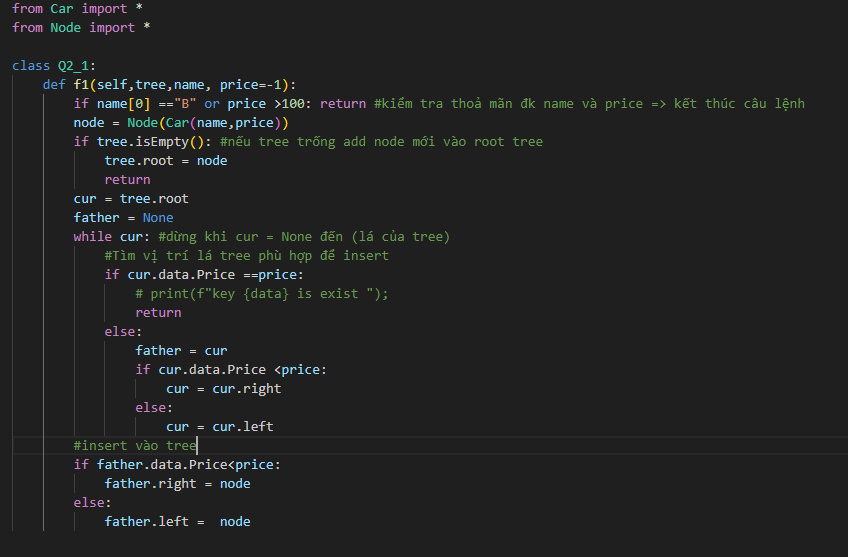 from Car import *
from Node import *
class Q2_1:
    def f1(self,tree,name, price=-1):
        if name[0] =="B" or price >100: return #kiểm tra thoả mãn đk name và price => kết thúc câu lệnh
        node = Node(Car(name,price))
        if tree.isEmpty(): #nếu tree trống add node mới vào root tree
            tree.root = node
            return
        cur = tree.root
        father = None
        while cur: #dừng khi cur = None đến (lá của tree)
            #Tìm vị trí lá tree phù hợp để insert
            if cur.data.Price ==price:
                # print(f"key {data} is exist ");
                return
            else:
                father = cur
                if cur.data.Price <price:
                    cur = cur.right
                else:
                    cur = cur.left
        #insert vào tree
        if father.data.Price<price:
            father.right = node
        else:
            father.left =  node